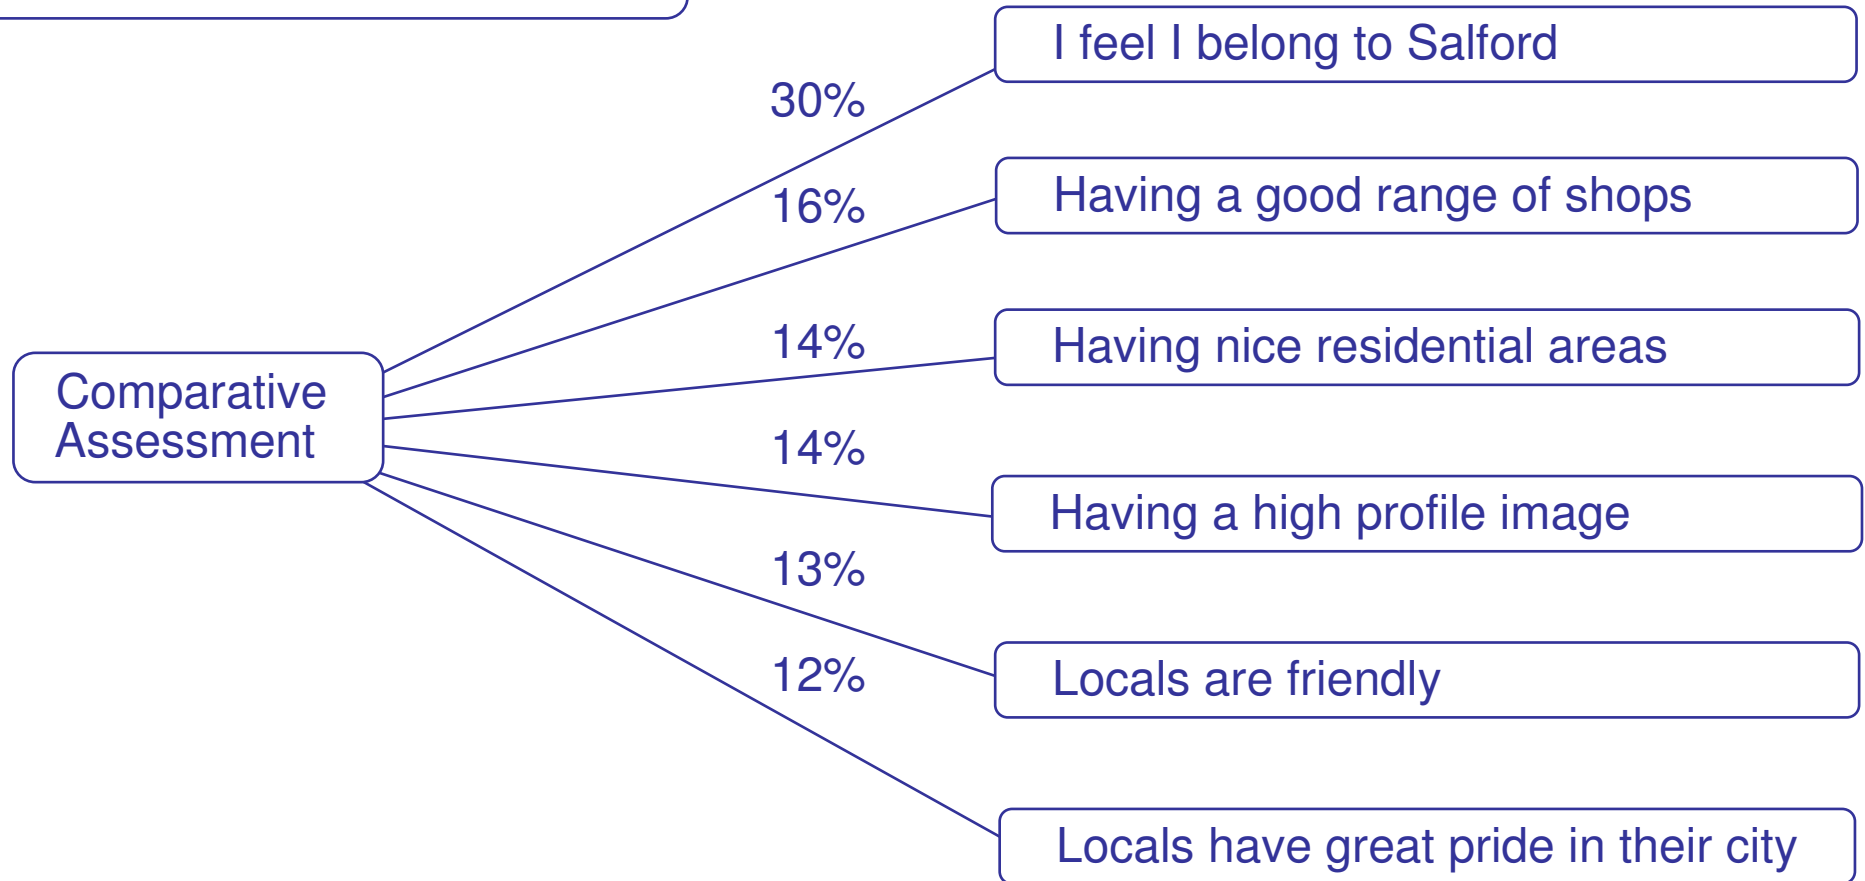 I feel I belong to Salford
30%
16%
Having a good range of shops
14%
Having nice residential areas
Comparative
Assessment
14%
Having a high profile image
13%
Locals are friendly
12%
Locals have great pride in their city